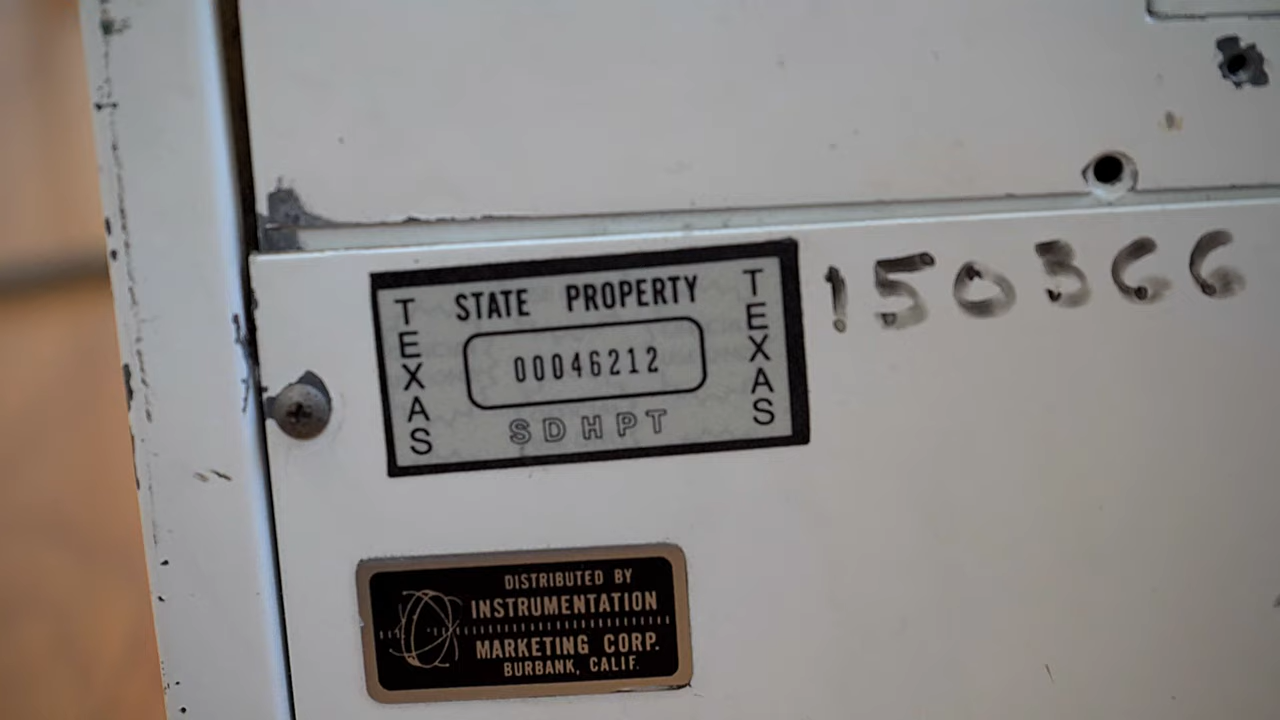 STATE PROPERTY
TEXAS
00046212
TEXAS
SDHPT
150366
DISTRIBUTED BY
INSTRUMENTATION
MARKETING CORP.
BURBANK, CALIF.